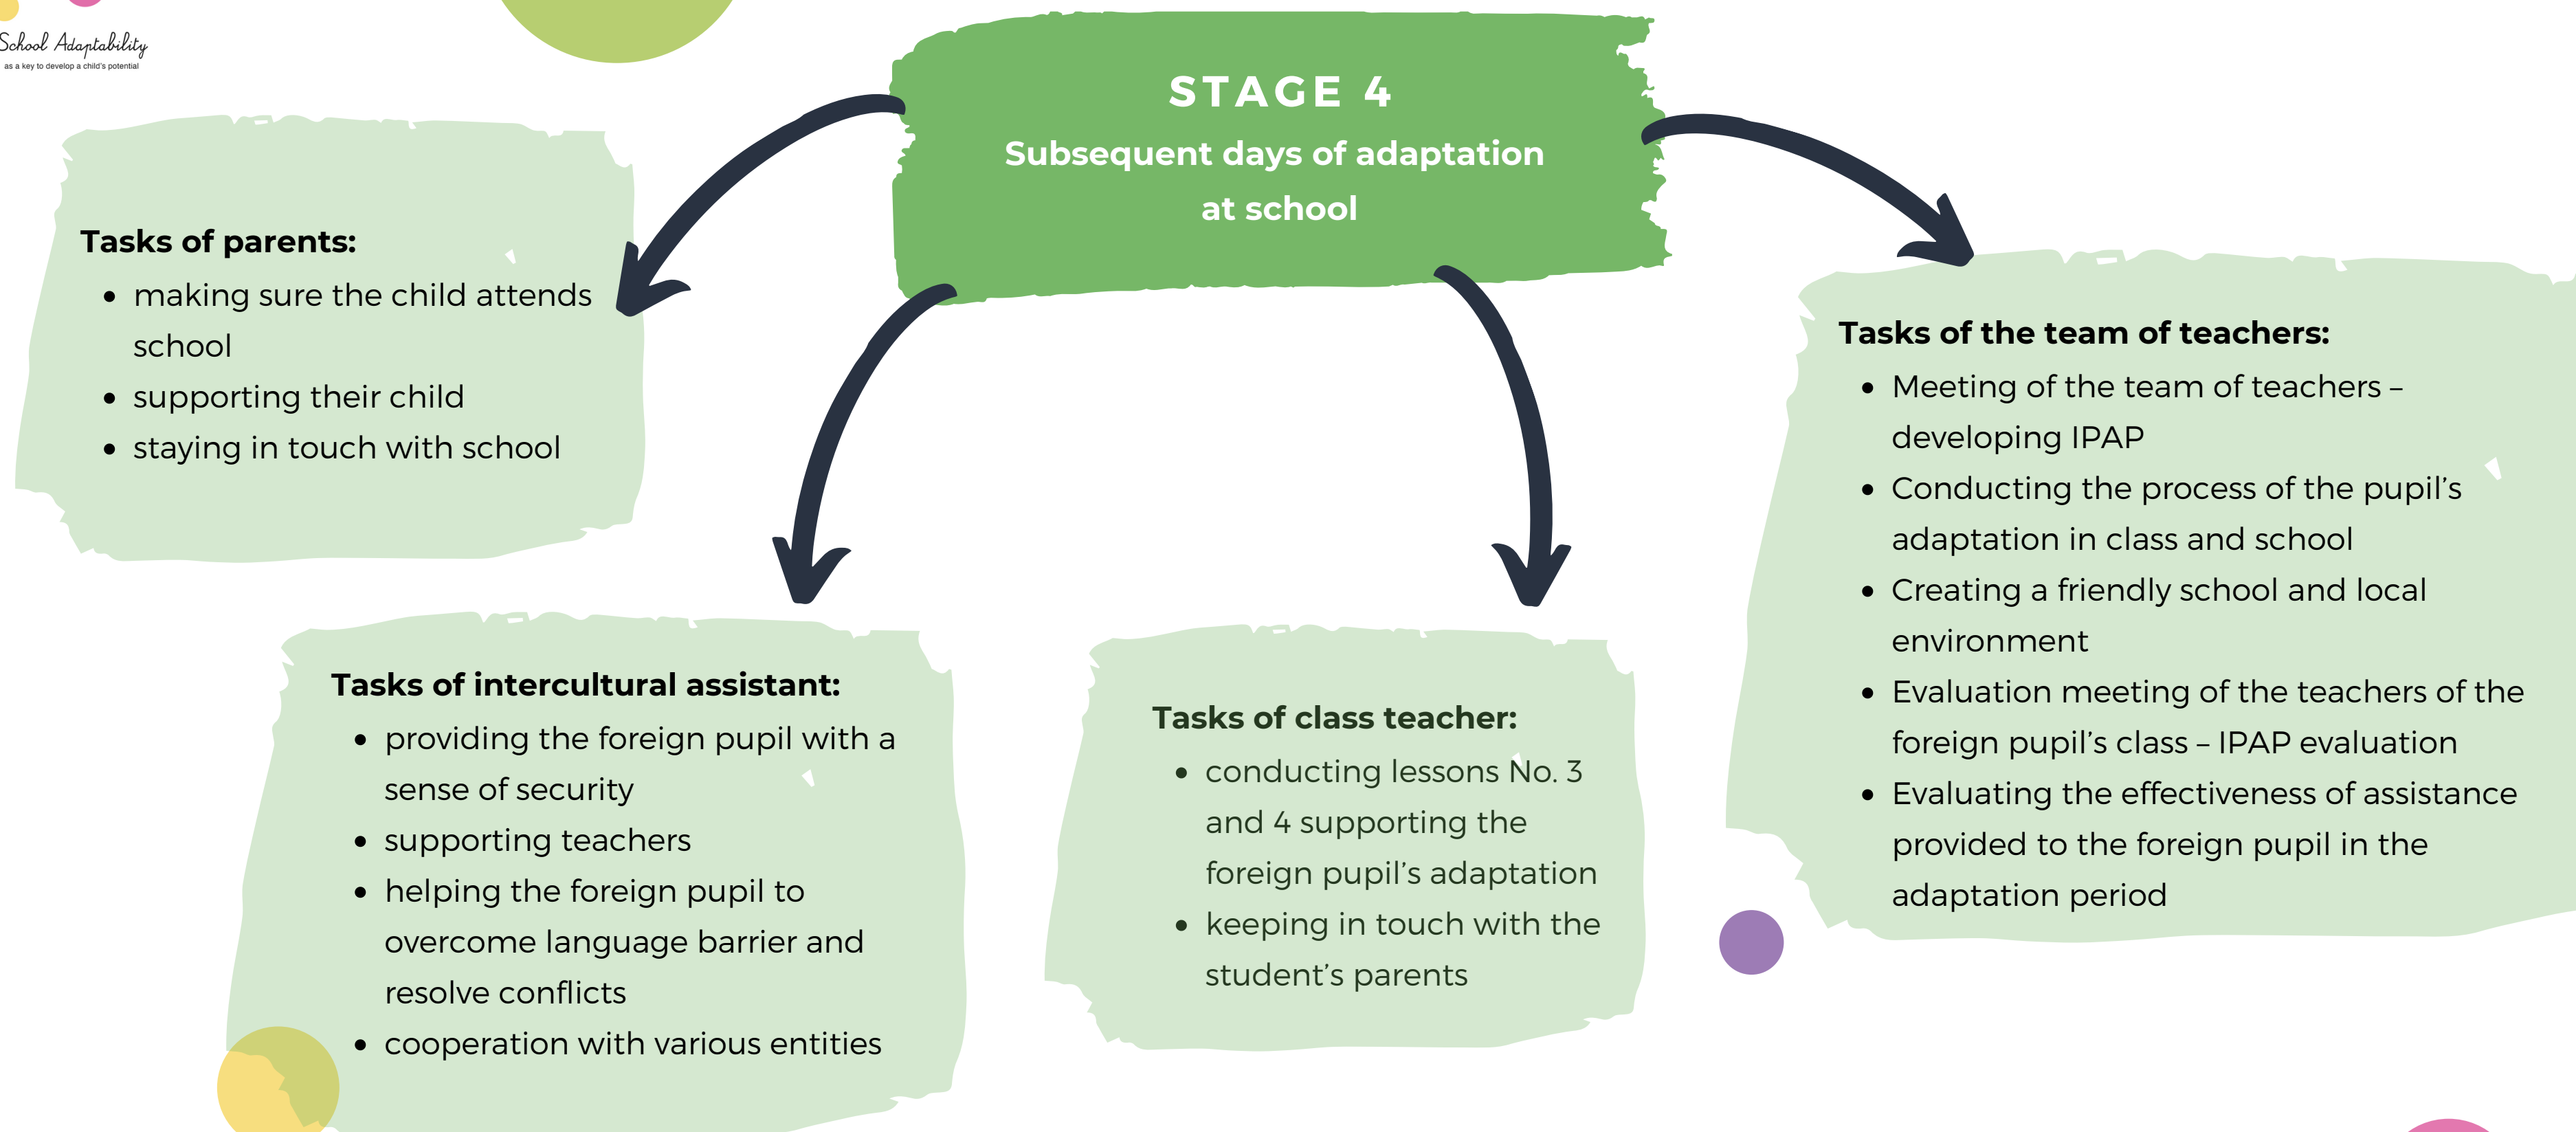 School Adaptability
as a key to develop a child's potential
STAGE 4
Subsequent days of adaptation
at school
Tasks of parents:
• making sure the child attends
school
• supporting their child
• staying in touch with school
Tasks of intercultural assistant:
• providing the foreign pupil with a
sense of security
• supporting teachers
• helping the foreign pupil to
overcome language barrier and
resolve conflicts
• cooperation with various entities
Tasks of class teacher:
• conducting lessons No. 3
and 4 supporting the
foreign pupil’s adaptation
• keeping in touch with the
student’s parents
Tasks of the team of teachers:
• Meeting of the team of teachers –
developing IPAP
• Conducting the process of the pupil’s
adaptation in class and school
• Creating a friendly school and local
environment
• Evaluation meeting of the teachers of the
foreign pupil’s class – IPAP evaluation
• Evaluating the effectiveness of assistance
provided to the foreign pupil in the
adaptation period